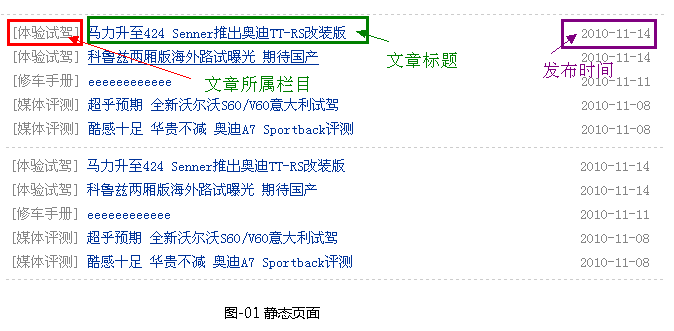 [体验试驾] 马力升至424 Senner推出奥迪TT-RS改装版 2010-11-14
[体验试驾] 科鲁兹两厢版海外路试曝光 期待国产 2010-11-14
文章标题
发布时间
[修车手册] eeeeeeeeeeee 2010-11-11
文章所属栏目
[媒体评测] 超乎预期 全新沃尔沃S60/V60意大利试驾 2010-11-08
[媒体评测] 酷感十足 华贵不减 奥迪A7 Sportback评测 2010-11-08
[体验试驾] 马力升至424 Senner推出奥迪TT-RS改装版 2010-11-14
[体验试驾] 科鲁兹两厢版海外路试曝光 期待国产 2010-11-14
[修车手册] eeeeeeeeeeee 2010-11-11
[媒体评测] 超乎预期 全新沃尔沃S60/V60意大利试驾 2010-11-08
[媒体评测] 酷感十足 华贵不减 奥迪A7 Sportback评测 2010-11-08
图-01 静态页面